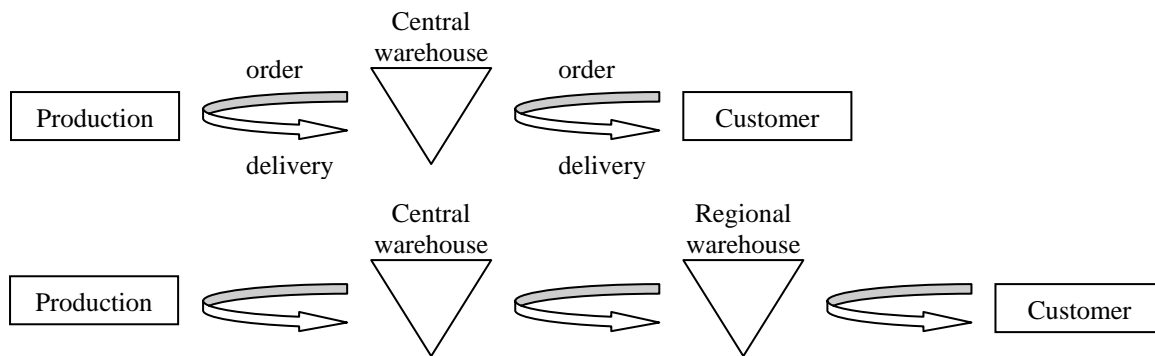 Central
warehouse
order
order
Production
Customer
delivery
delivery
Central
warehouse
Regional
warehouse
Production
Customer